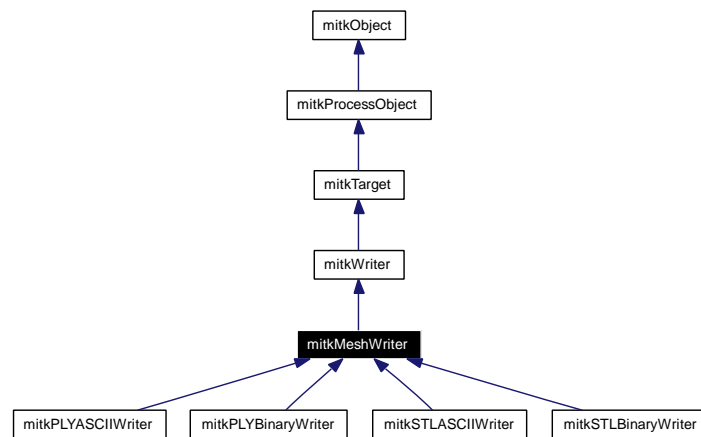 mitkObject
mitkProcessObject
mitkTarget
mitkWriter
mitkMeshWriter
mitkPLYASCIIWriter
mitkPLYBinaryWriter
mitkSTLASCIIWriter
mitkSTLBinaryWriter